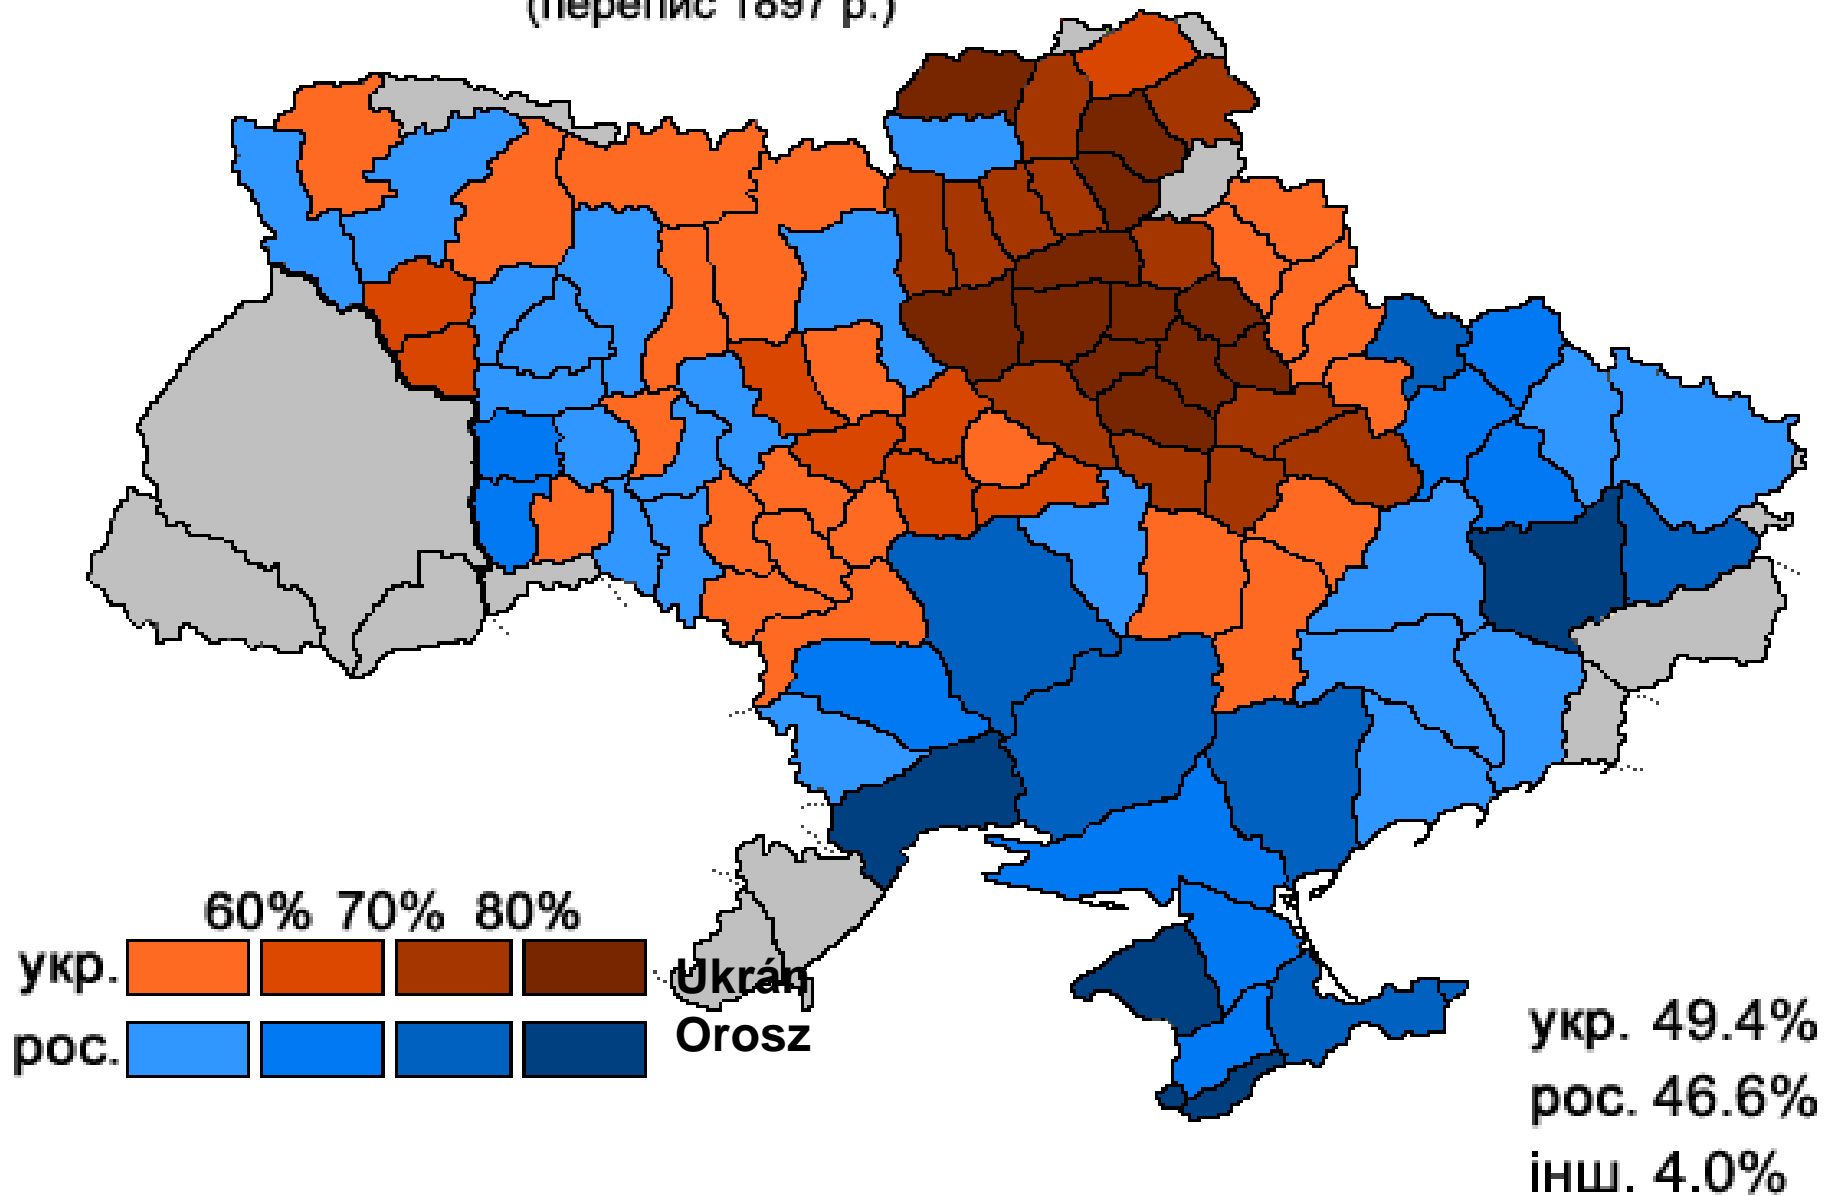 (перепис 1897 р.)
60% 70% 80%
укр.
Ukrán
рос.
Orosz
укр. 49.4%
рос. 46.6%
інш. 4.0%